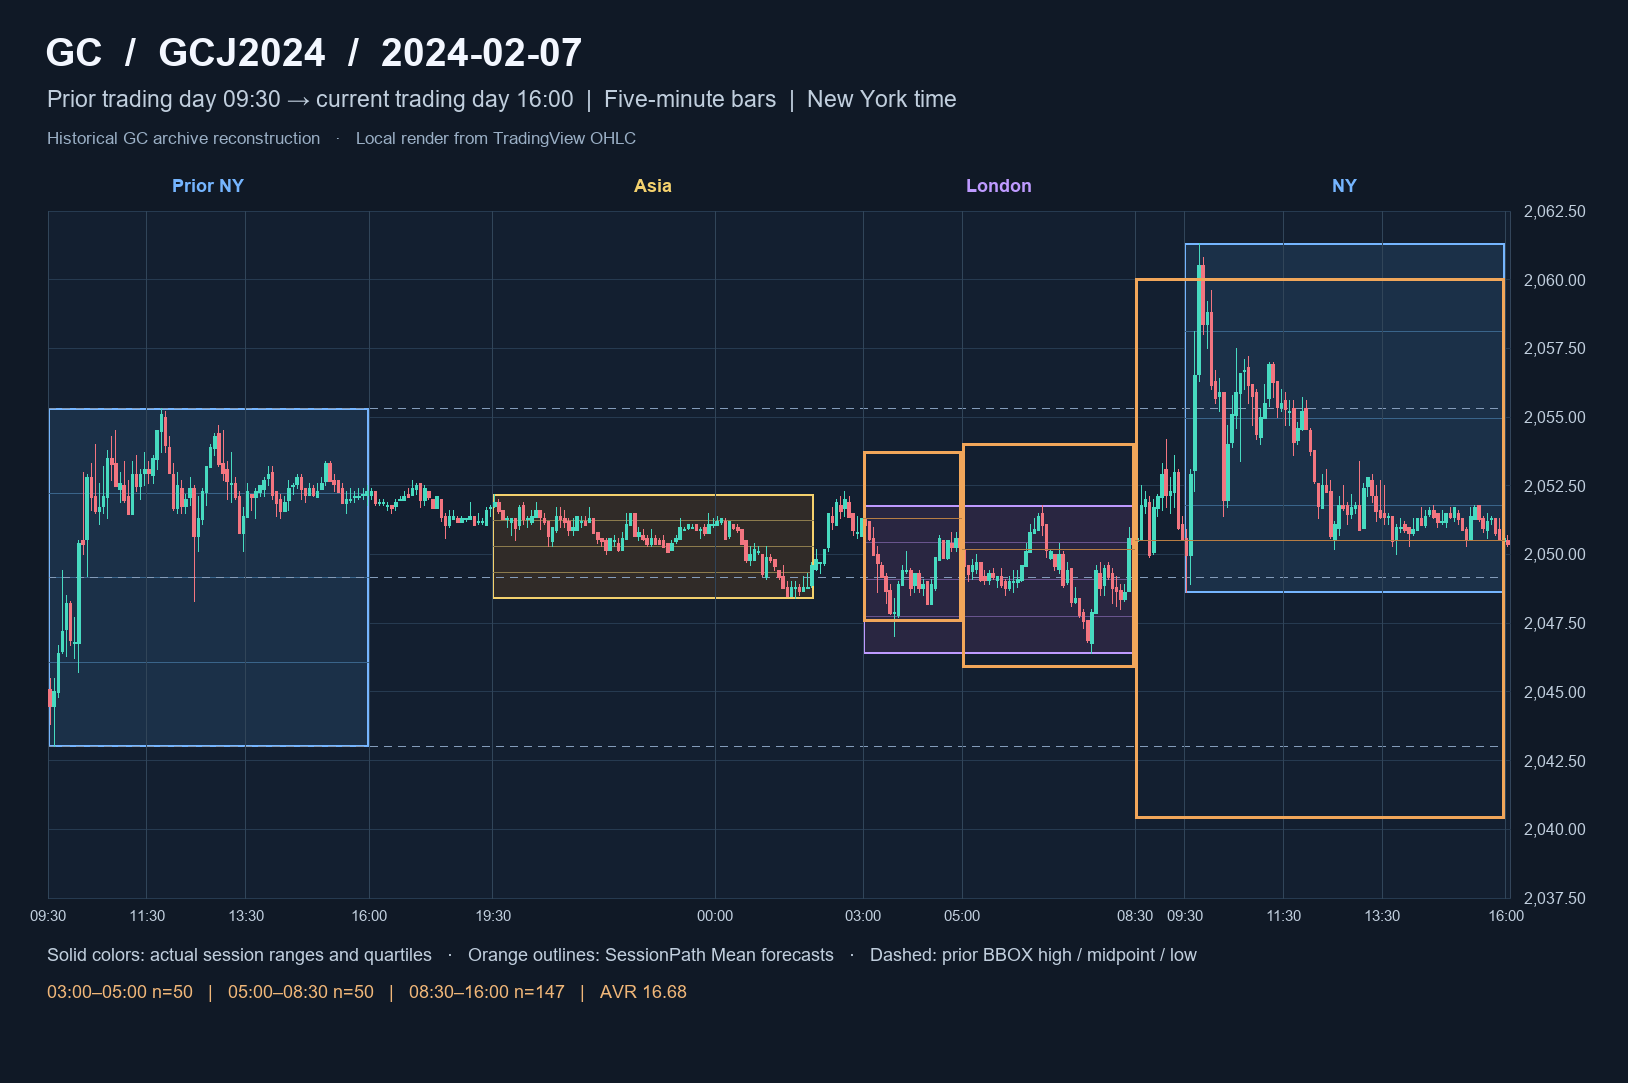 GC / GCJ2024 / 2024-02-07
Prior trading day 09:30 → current trading day 16:00 | Five-minute bars | New York time
Historical GC archive reconstruction · Local render from TradingView OHLC
Prior NY Asia London NY
2,062.50
2,060.00
2,057.50
2,055.00
2,052.50
2,050.00
2,047.50
2,045.00
2,042.50
2,040.00
2,037.50
09:30 11:30 13:30 16:00 19:30 00:00 03:00 05:00 08:30 09:30 11:30 13:30 16:00
Solid colors: actual session ranges and quartiles · Orange outlines: SessionPath Mean forecasts · Dashed: prior BBOX high / midpoint / low
03:00–05:00 n=50 | 05:00–08:30 n=50 | 08:30–16:00 n=147 | AVR 16.68